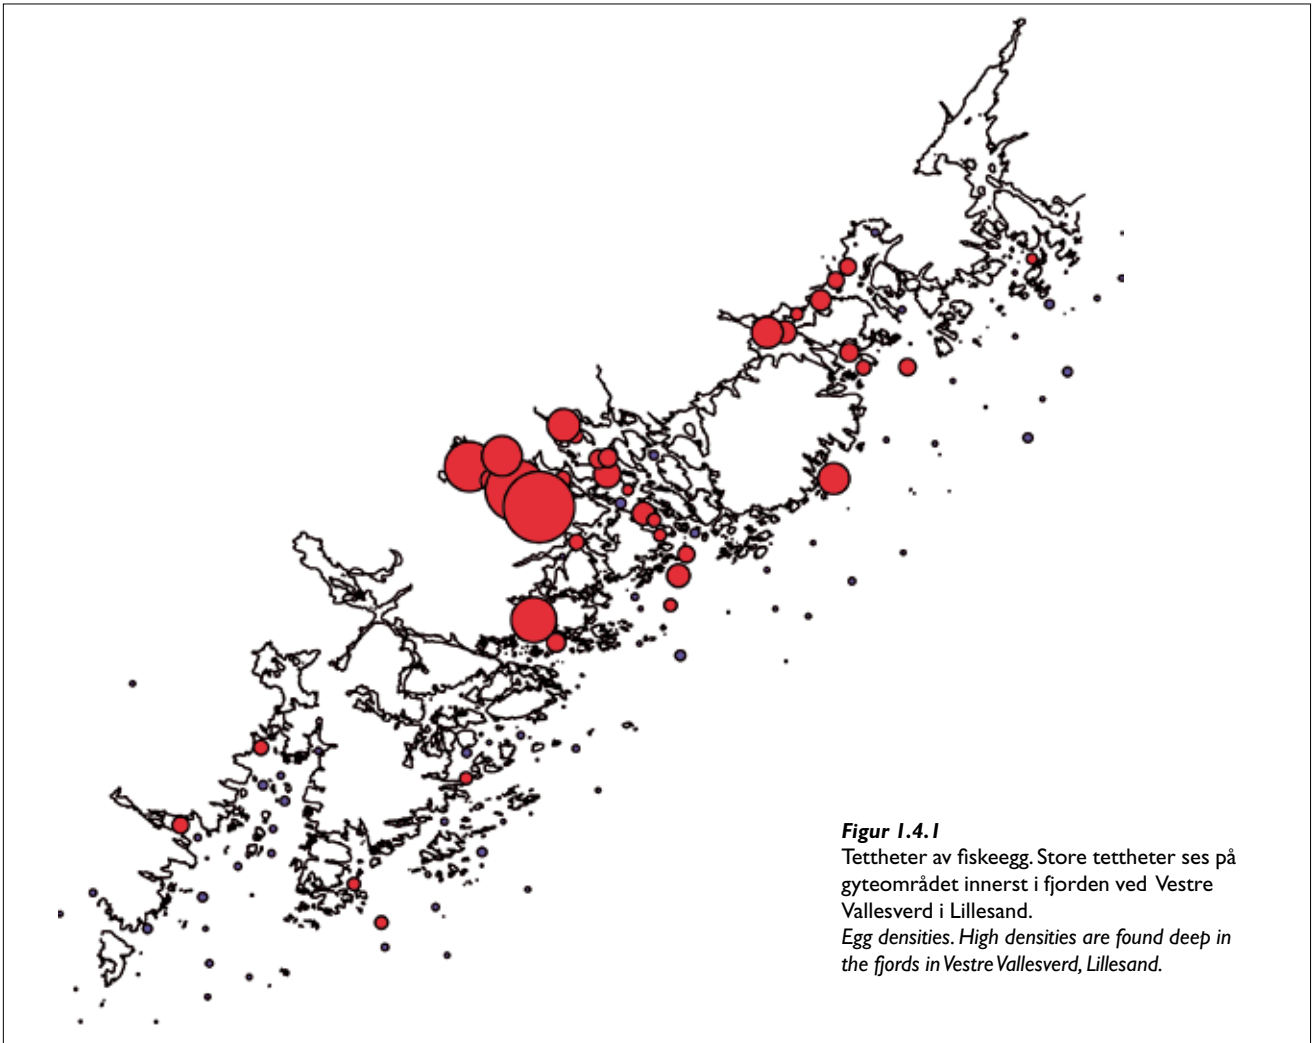 Figur 1.4.1
Tettheter av fiskeegg. Store tettheter ses på
gyteområdet innerst i fjorden ved Vestre
Vallesverd i Lillesand.
Egg densities. High densities are found deep in
the fjords in Vestre Vallesverd, Lillesand.